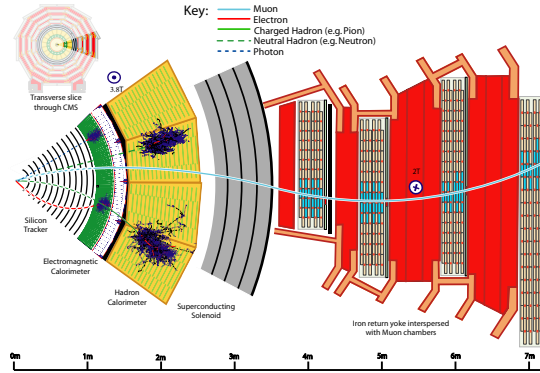 Key:
Muon
Electron
Charged Hadron (e.g. Pion)
Neutral Hadron (e.g. Neutron)
Photon
Transverse slice
through CMS
3.8T
2T
Silicon
Tracker
Electromagnetic
Calorimeter
Hadron
Calorimeter
Superconducting
Solenoid
Iron return yoke interspersed
with Muon chambers
0m 1m 2m 3m 4m 5m 6m 7m